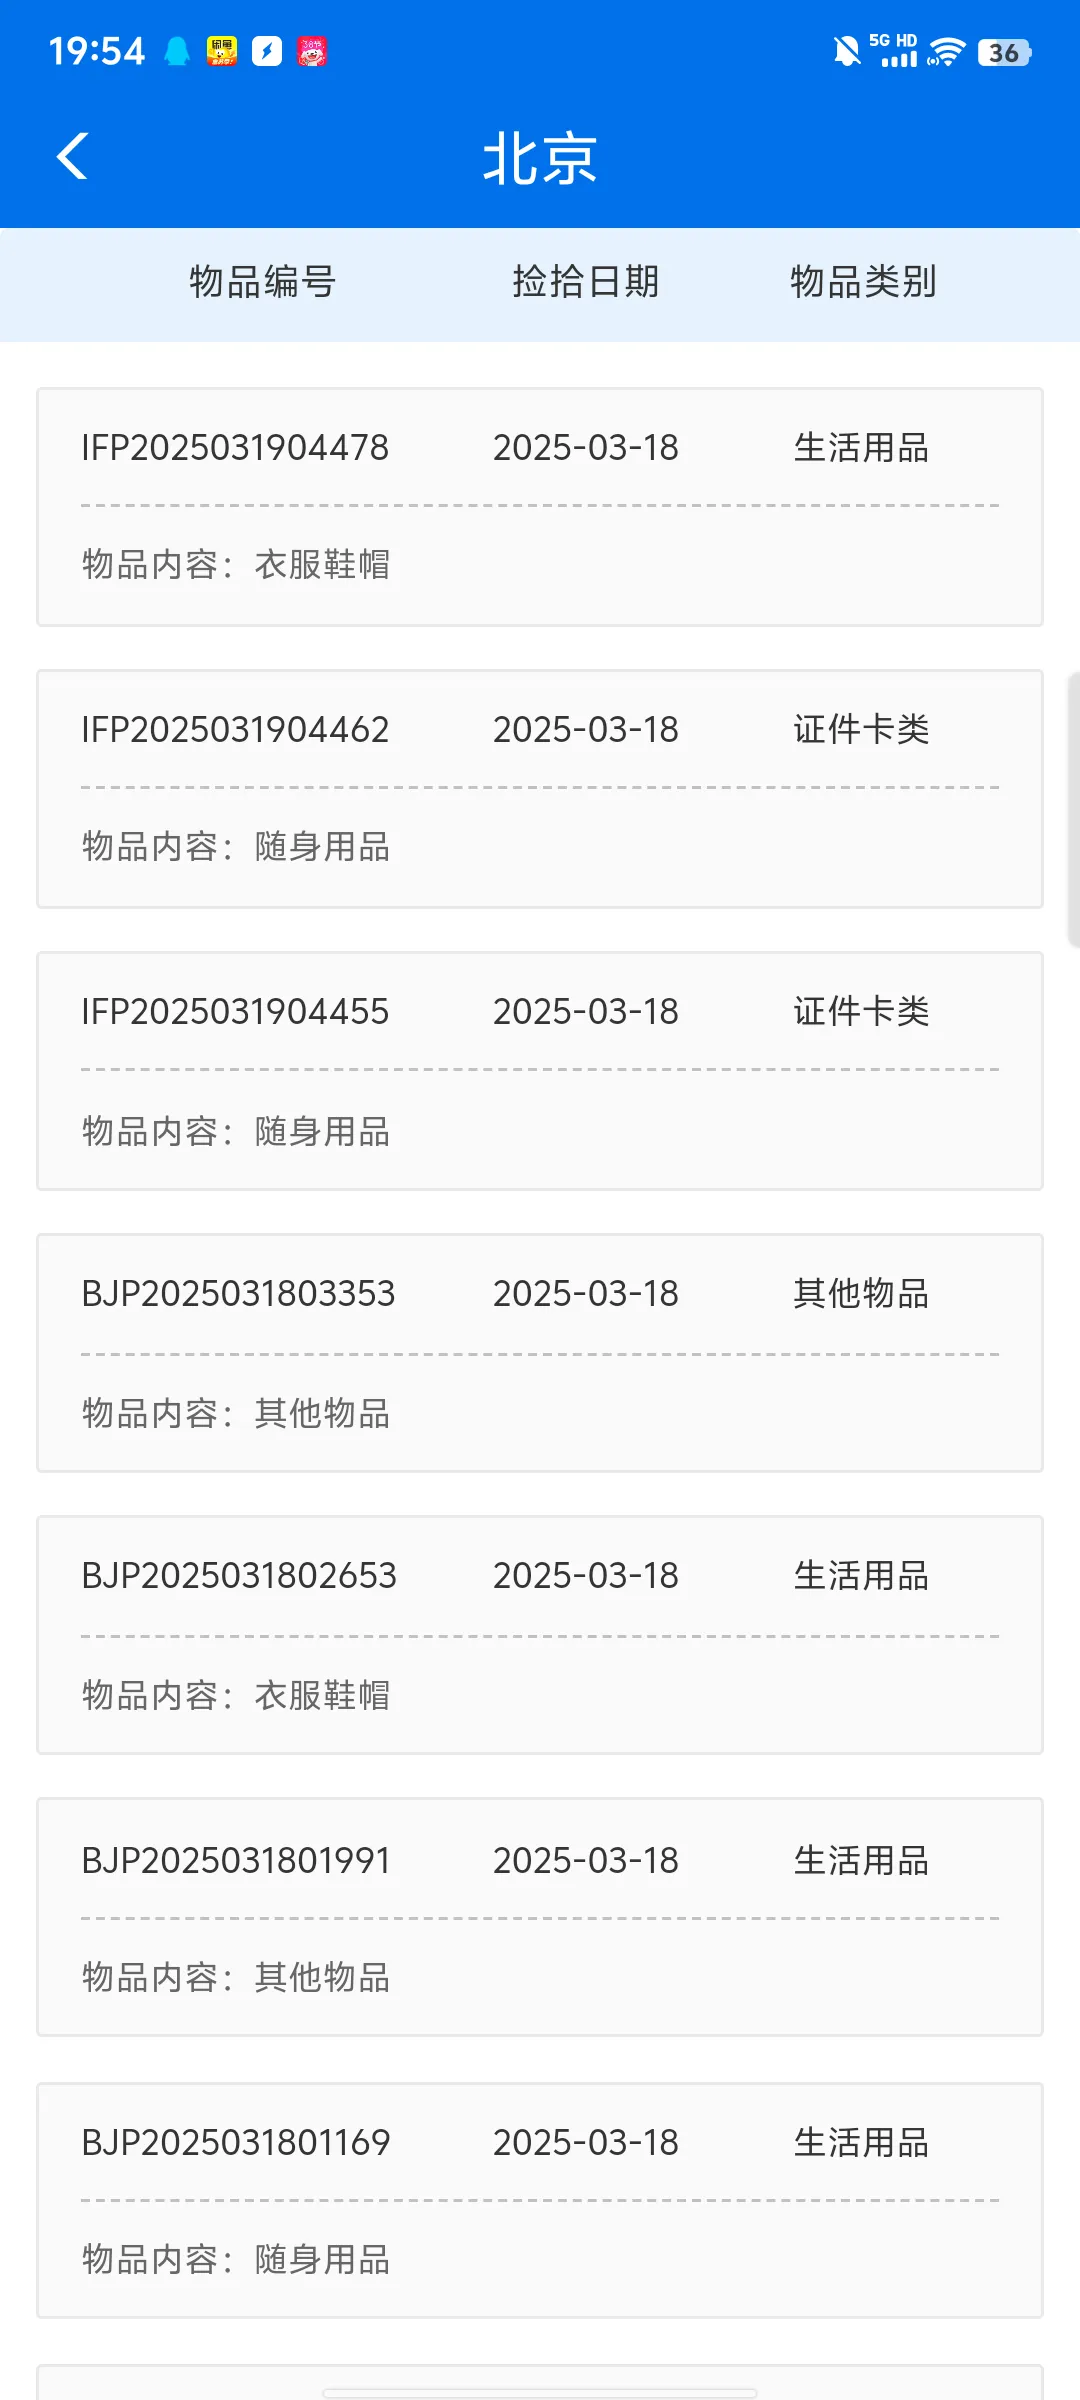 19:54
5G HD
36
北京
物品编号 捡拾日期 物品类别
IFP2025031904478 2025-03-18 生活用品
物品内容：衣服鞋帽
IFP2025031904462 2025-03-18 证件卡类
物品内容：随身用品
IFP2025031904455 2025-03-18 证件卡类
物品内容：随身用品
BJP2025031803353 2025-03-18 其他物品
物品内容：其他物品
BJP2025031802653 2025-03-18 生活用品
物品内容：衣服鞋帽
BJP2025031801991 2025-03-18 生活用品
物品内容：其他物品
BJP2025031801169 2025-03-18 生活用品
物品内容：随身用品